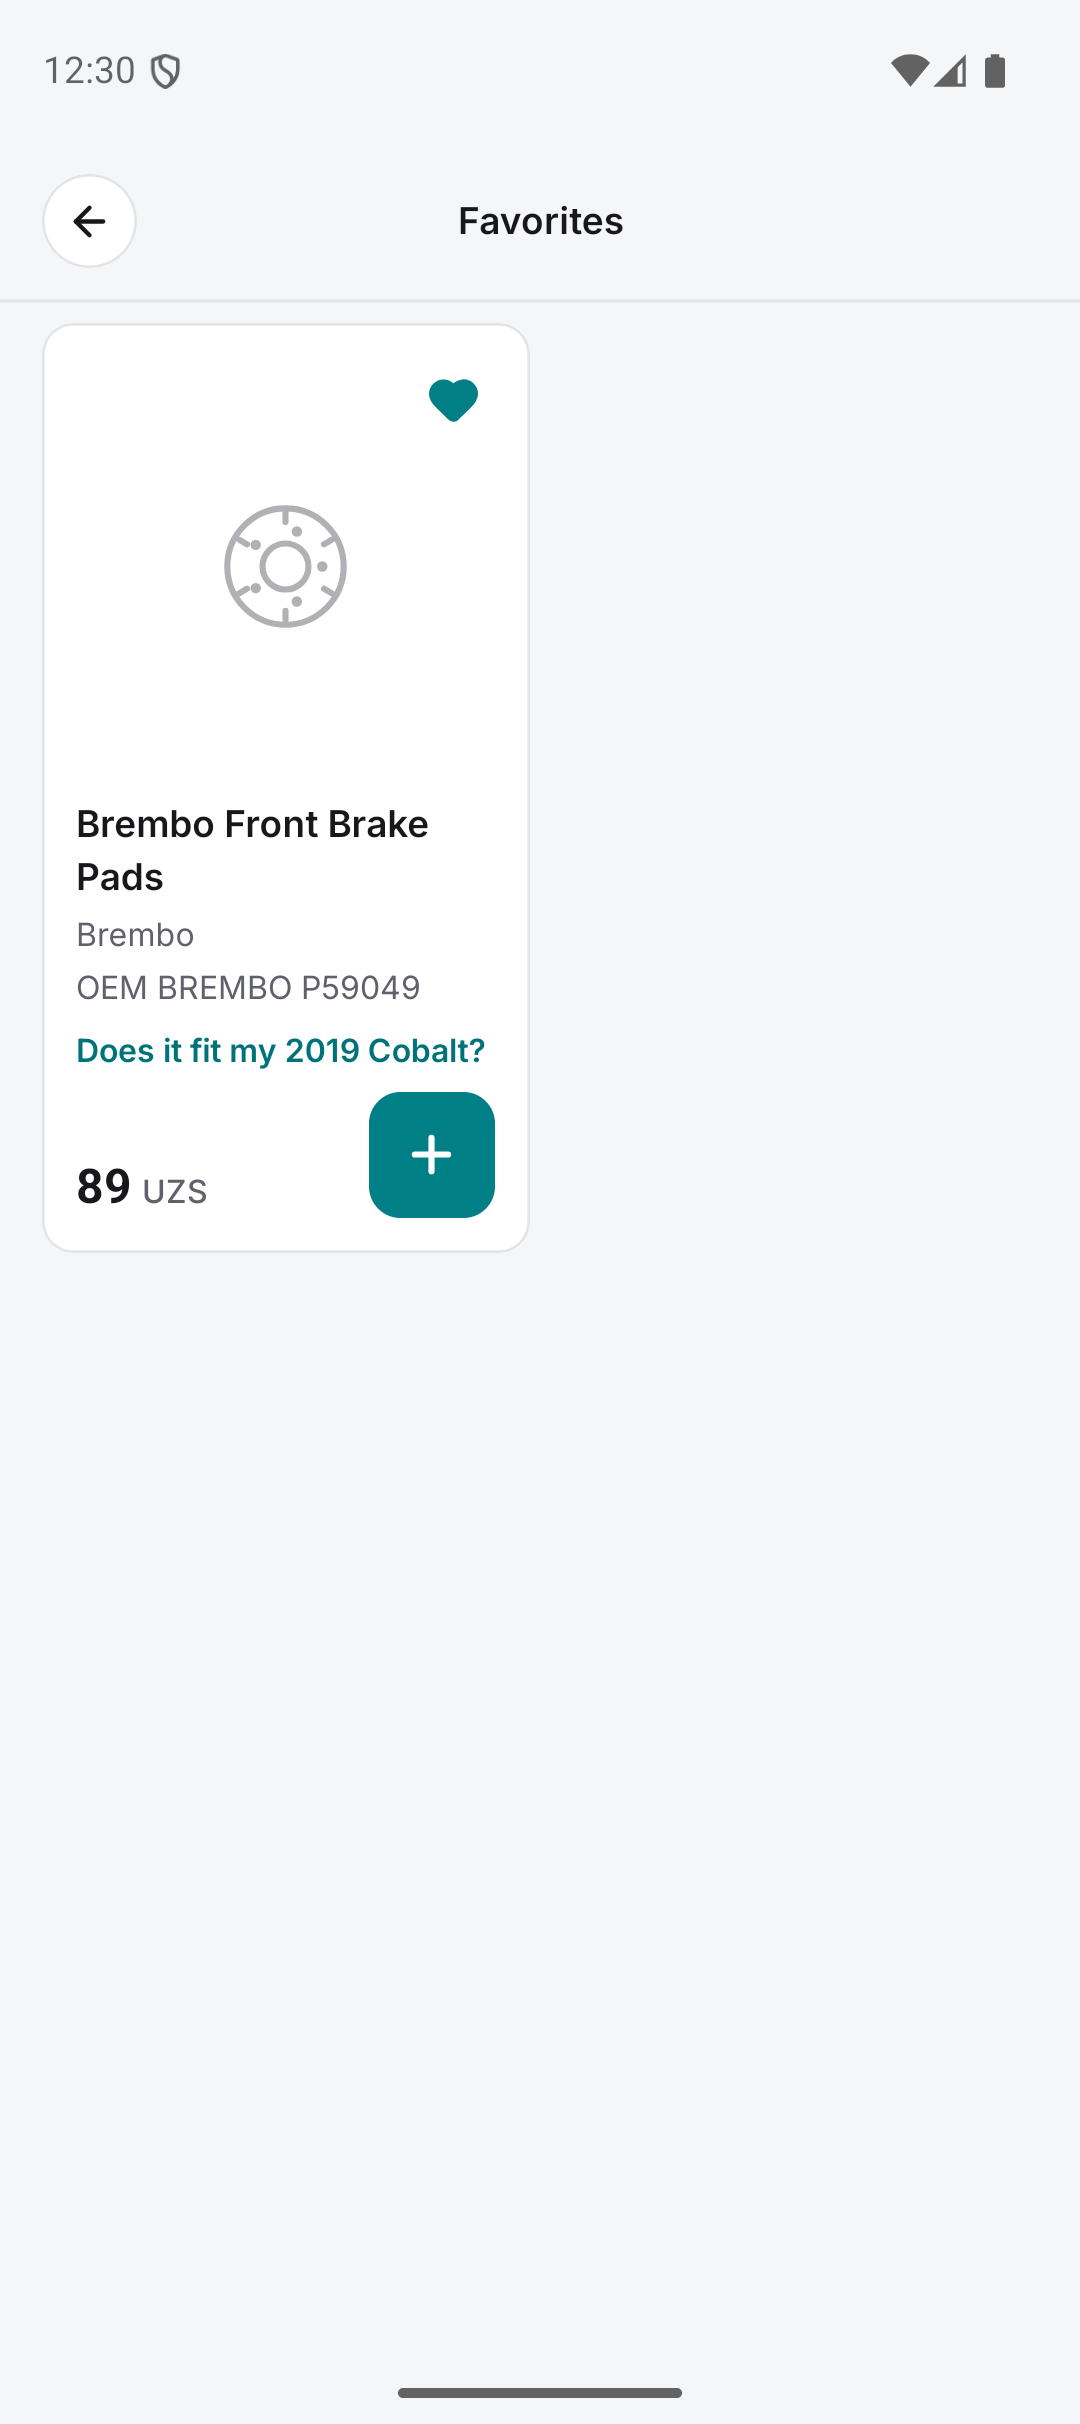 12:30
Favorites
Brembo Front Brake
Pads
Brembo
OEM BREMBO P59049
Does it fit my 2019 Cobalt?
89 UZS